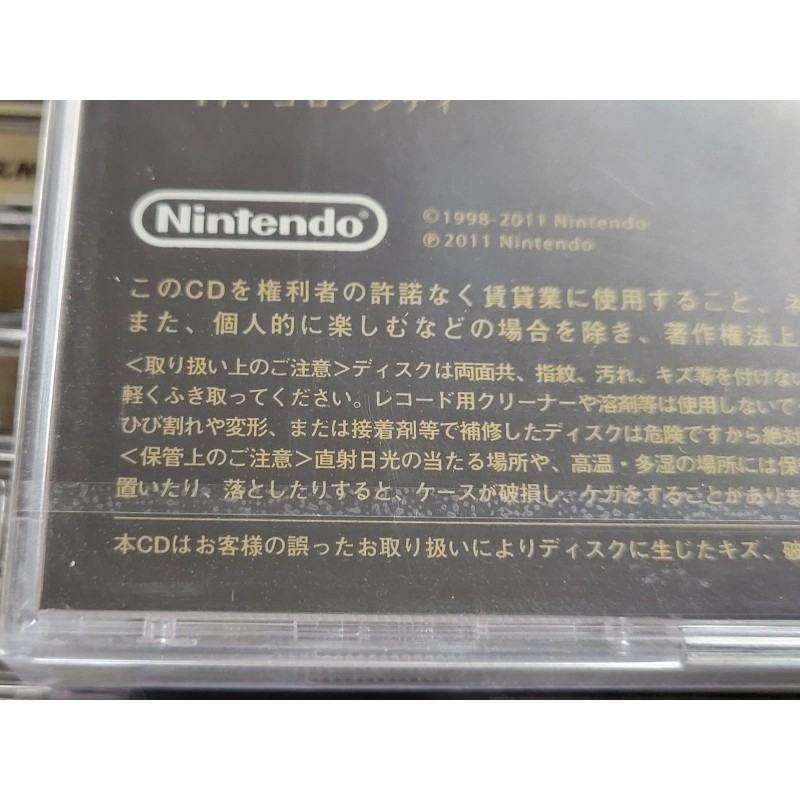 Nintendo®
©1998-2011 Nintendo
℗2011 Nintendo
このCDを権利者の許諾なく賃貸業に使用すること、
また、個人的に楽しむなどの場合を除き、著作権法上
<取り扱い上のご注意>ディスクは両面共、指紋、汚れ、キズ等を付けない
軽くふき取ってください。レコード用クリーナーや溶剤等は使用しないで
ひび割れや変形、または接着剤等で補修したディスクは危険ですから絶対
<保管上のご注意>直射日光の当たる場所や、高温・多湿の場所には保
置いたり、落としたりすると、ケースが破損し、ケガをすることがありま
本CDはお客様の誤ったお取り扱いによりディスクに生じたキズ、破